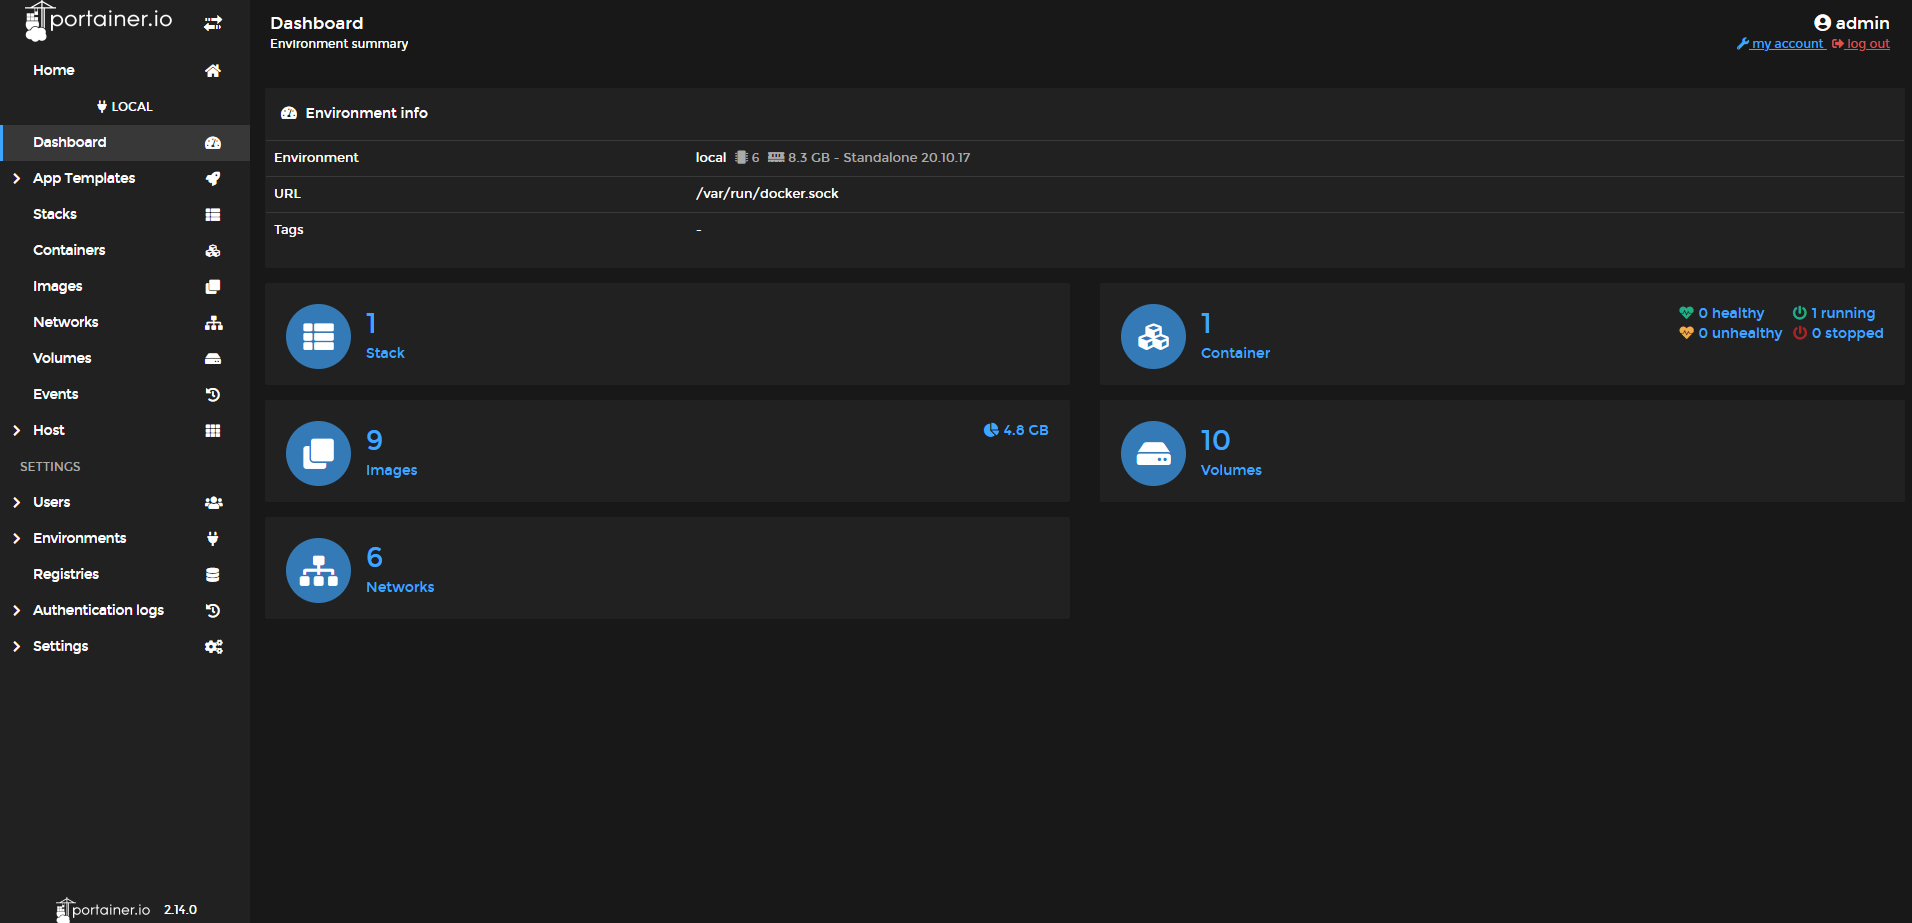 portainer.io
Home
LOCAL
Dashboard
App Templates
Stacks
Containers
Images
Networks
Volumes
Events
Host
SETTINGS
Users
Environments
Registries
Authentication logs
Settings
portainer.io 2.14.0
Dashboard
Environment summary
admin
my account log out
Environment info
Environment local 6 8.3 GB - Standalone 20.10.17
URL /var/run/docker.sock
Tags -
1
Stack
1
Container
0 healthy 1 running
0 unhealthy 0 stopped
9
Images
4.8 GB
10
Volumes
6
Networks